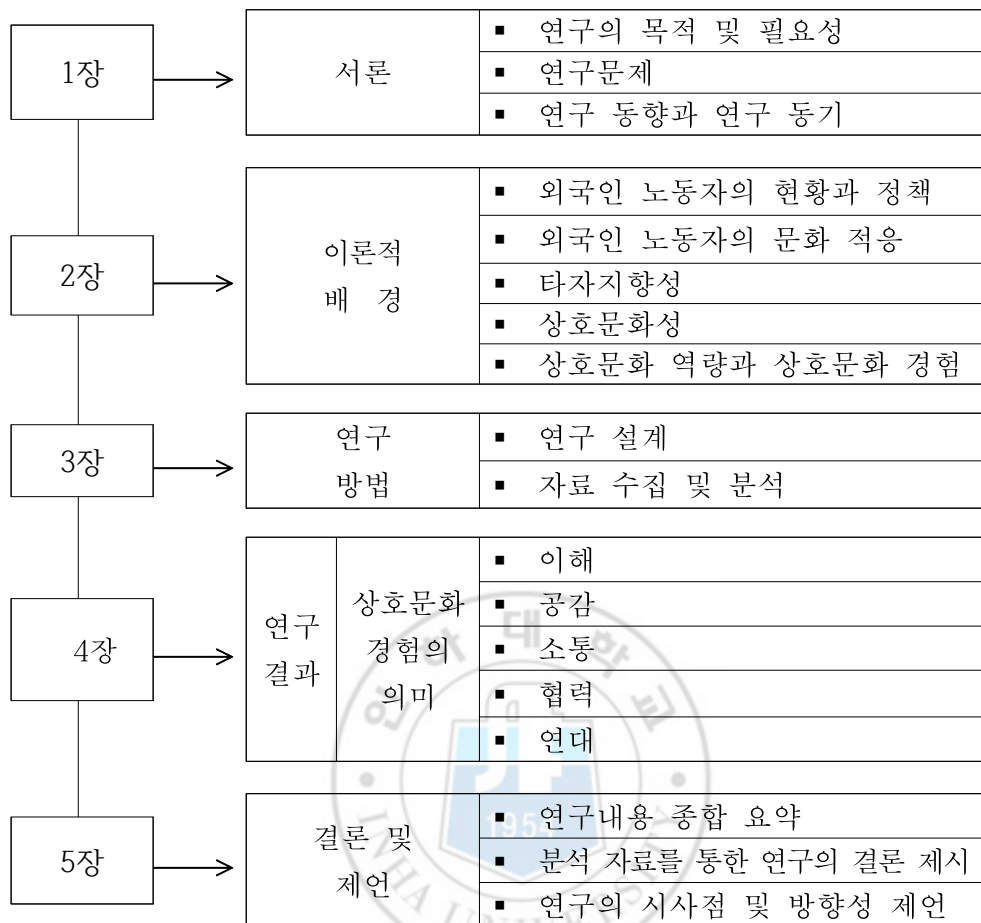 1장
서론
▪ 연구의 목적 및 필요성
▪ 연구문제
▪ 연구 동향과 연구 동기
2장
이론적
배 경
▪ 외국인 노동자의 현황과 정책
▪ 외국인 노동자의 문화 적응
▪ 타자지향성
▪ 상호문화성
▪ 상호문화 역량과 상호문화 경험
3장
연구
방법
▪ 연구 설계
▪ 자료 수집 및 분석
4장
연구
결과
상호문화
경험의
의미
▪ 이해
▪ 공감
▪ 소통
▪ 협력
▪ 연대
5장
결론 및
제언
▪ 연구내용 종합 요약
▪ 분석 자료를 통한 연구의 결론 제시
▪ 연구의 시사점 및 방향성 제언
인하대학교
1954
INHA UNIVERSITY